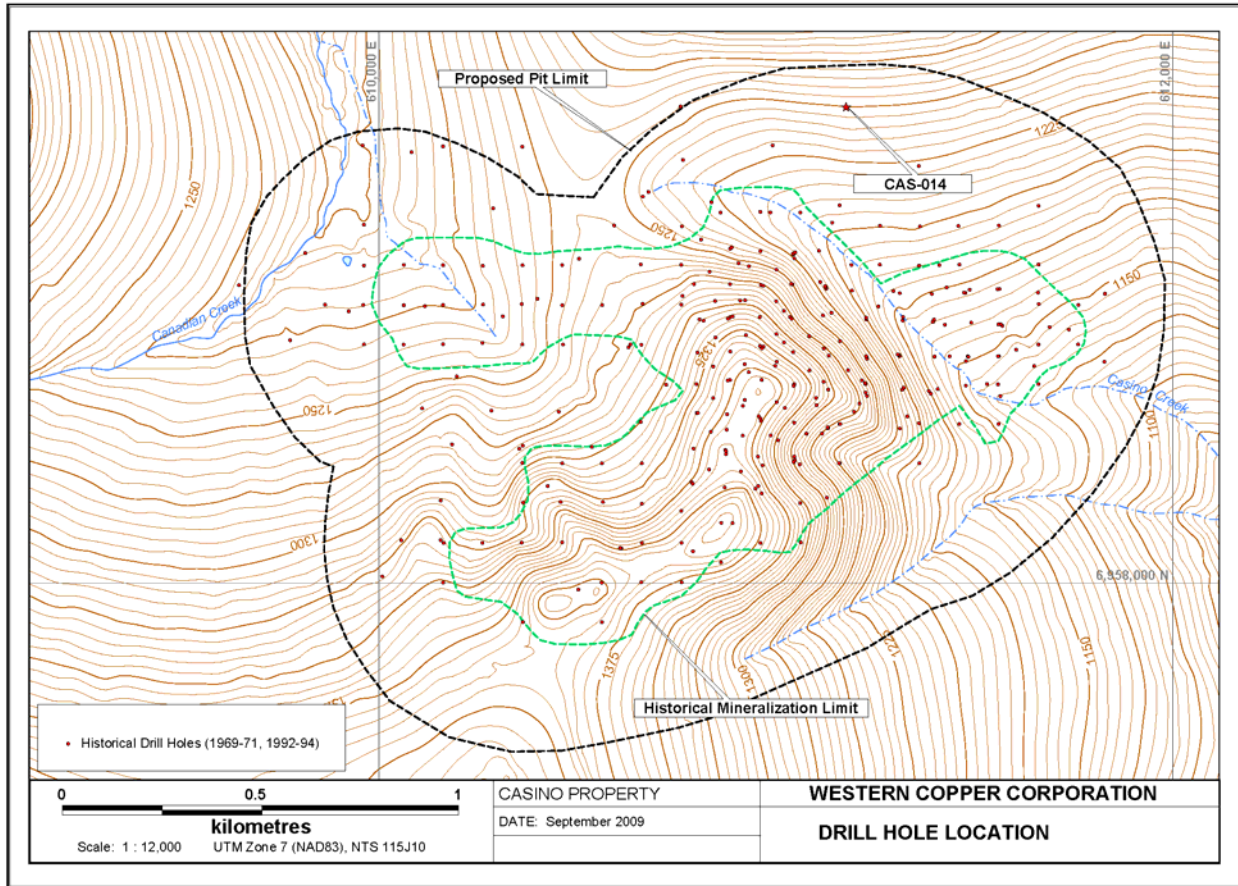 610,000 E
612,000 E
Proposed Pit Limit
1225
CAS-014
1250
1250
1150
Canadian Creek
1325
Casino Creek
1250
1100
1300
6,958,000 N
1375
1300
1150
Historical Mineralization Limit
Historical Drill Holes (1969-71, 1992-94)
0 0.5 1
kilometres
Scale: 1 : 12,000 UTM Zone 7 (NAD83), NTS 115J10
CASINO PROPERTY
DATE: September 2009
WESTERN COPPER CORPORATION
DRILL HOLE LOCATION